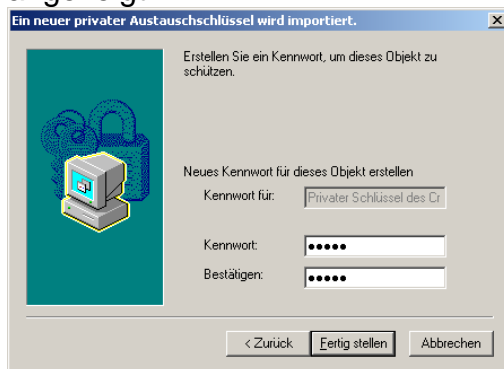 Ein neuer privater Austauschschlüssel wird importiert.
Erstellen Sie ein Kennwort, um dieses Objekt zu
schützen.
Neues Kennwort für dieses Objekt erstellen
Kennwort für: Privater Schlüssel des Cr
Kennwort: •••••
Bestätigen: •••••
< Zurück Fertig stellen Abbrechen